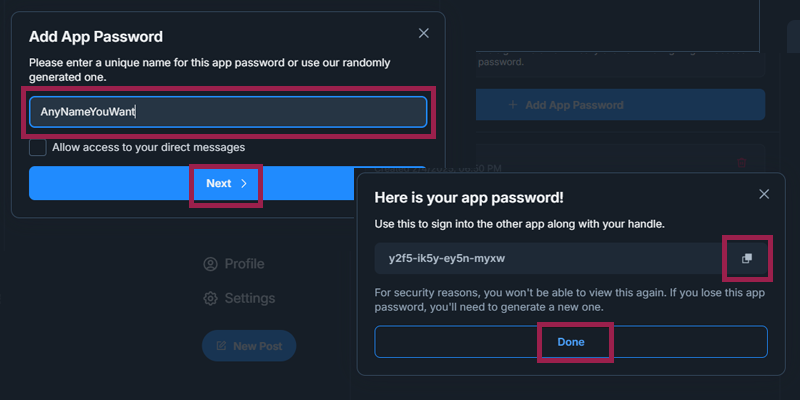 Add App Password
Please enter a unique name for this app password or use our randomly
generated one.
AnyNameYouWant
Allow access to your direct messages
Next
password.
Add App Password
PM
Here is your app password!
Use this to sign into the other app along with your handle.
y2f5-ik5y-ey5n-myxw
For security reasons, you won't be able to view this again. If you lose this app
password, you'll need to generate a new one.
Done
Profile
Settings
New Post